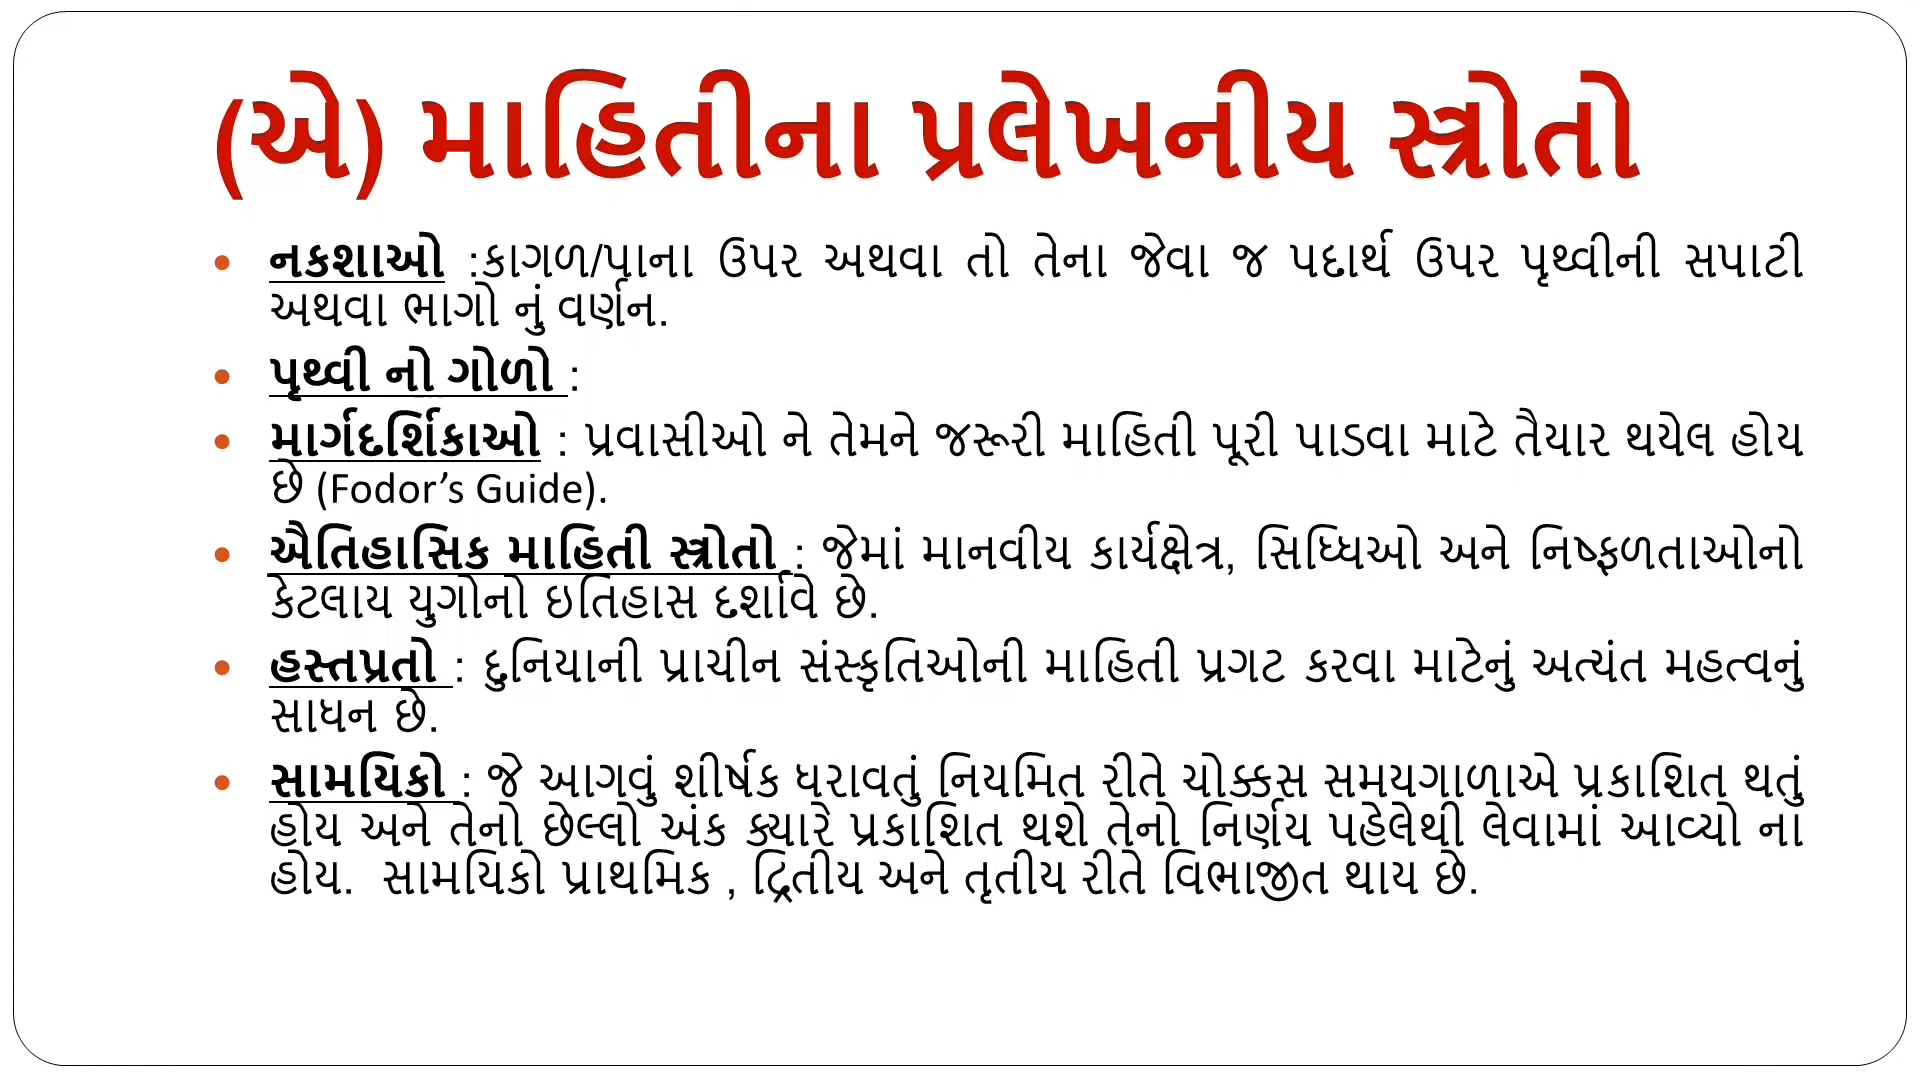 (એ) માહિતીના પ્રલેખનીય સ્ત્રોતો
• નકશાઓ :કાગળ/પાના ઉપર અથવા તો તેના જેવા જ પદાર્થ ઉપર પૃથ્વીની સપાટી
અથવા ભાગો નું વર્ણન.
• પૃથ્વી નો ગોળો :
• માર્ગદર્શિકાઓ : પ્રવાસીઓ ને તેમને જરૂરી માહિતી પૂરી પાડવા માટે તૈયાર થયેલ હોય
છે (Fodor’s Guide).
• ઐતિહાસિક માહિતી સ્ત્રોતો : જેમાં માનવીય કાર્યક્ષેત્ર, સિધ્ધિઓ અને નિષ્ફળતાઓનો
કેટલાય યુગોનો ઇતિહાસ દર્શાવે છે.
• હસ્તપ્રતો : દુનિયાની પ્રાચીન સંસ્કૃતિઓની માહિતી પ્રગટ કરવા માટેનું અત્યંત મહત્વનું
સાધન છે.
• સામયિકો : જે આગવું શીર્ષક ધરાવતું નિયમિત રીતે ચોક્કસ સમયગાળાએ પ્રકાશિત થતું
હોય અને તેનો છેલ્લો અંક ક્યારે પ્રકાશિત થશે તેનો નિર્ણય પહેલેથી લેવામાં આવ્યો ના
હોય. સામયિકો પ્રાથમિક , દ્રિતીય અને તૃતીય રીતે વિભાજીત થાય છે.